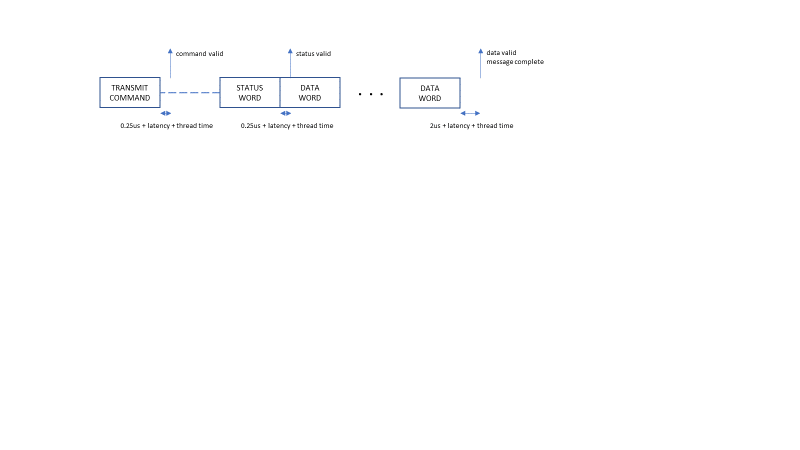 command valid
status valid
data valid
message complete
TRANSMIT
COMMAND
STATUS
WORD
DATA
WORD
. . .
DATA
WORD
0.25us + latency + thread time
0.25us + latency + thread time
2us + latency + thread time